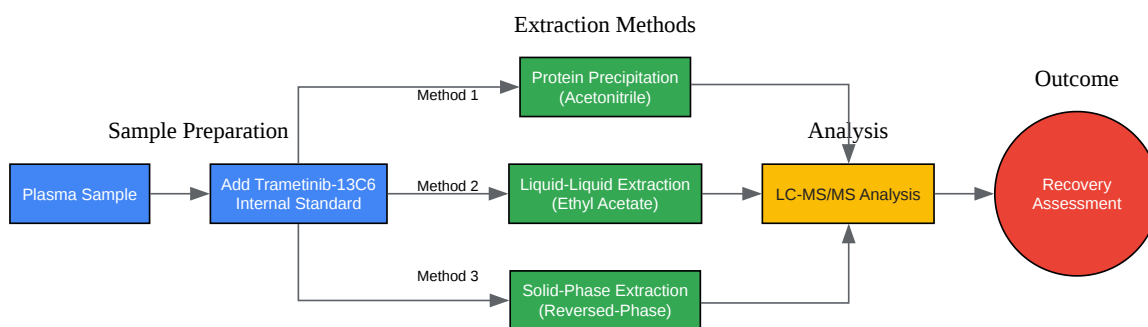 Extraction Methods
Outcome
Sample Preparation
Analysis
Method 1
Protein Precipitation
(Acetonitrile)
Plasma Sample
Add Trametinib-13C6
Internal Standard
Method 2
Liquid-Liquid Extraction
(Ethyl Acetate)
LC-MS/MS Analysis
Recovery
Assessment
Method 3
Solid-Phase Extraction
(Reversed-Phase)